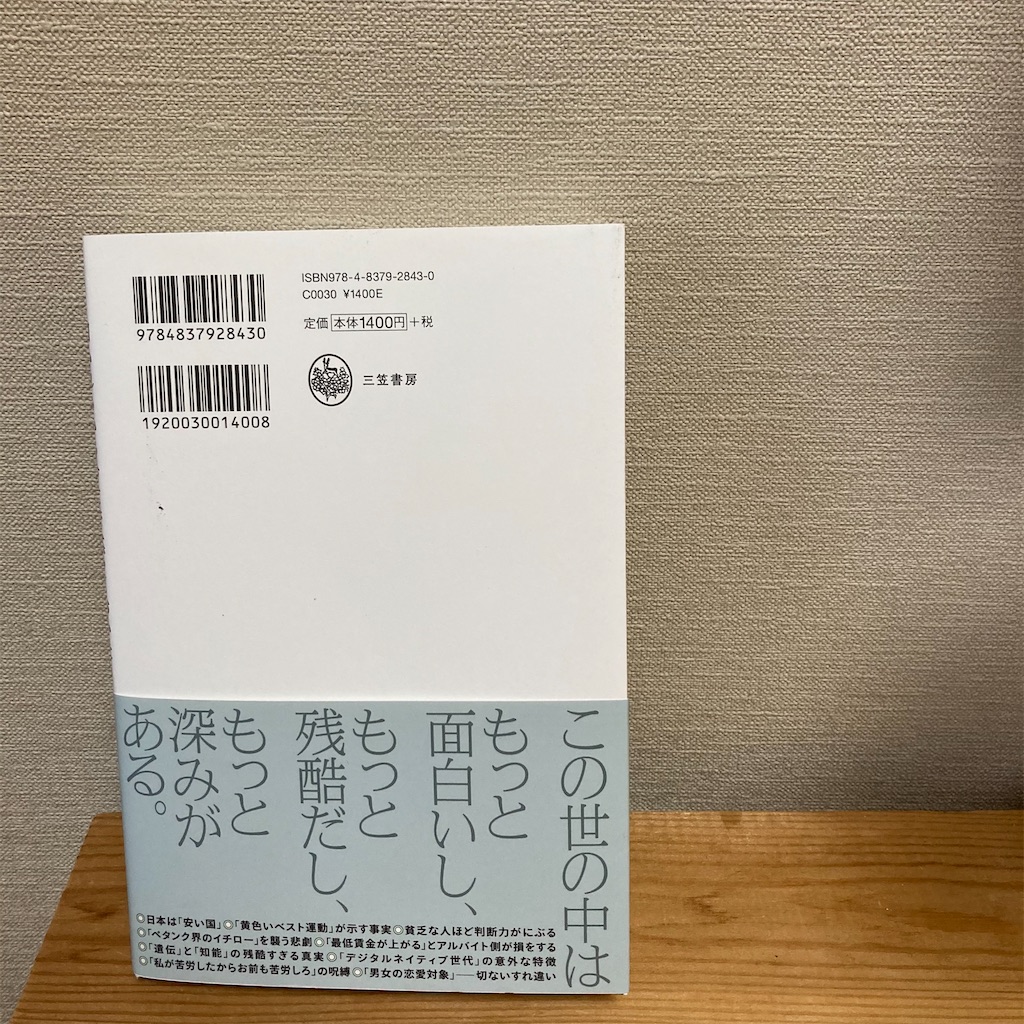 ISBN978-4-8379-2843-0
C0030 ¥1400E
定価 本体1400円+税
9784837928430
三笠書房
1920030014008
この世の中は
もっと
面白いし、
もっと
残酷だし、
もっと
深みが
ある。
◎日本は「安い国」◎「黄色いベスト運動」が示す事実◎貧乏な人ほど判断力がにぶる
◎「ペタンク界のイチロー」を襲う悲劇◎「最低賃金が上がる」とアルバイト側が損をする
◎「遺伝」と「知能」の残酷すぎる真実◎「デジタルネイティブ世代」の意外な特徴
◎「私が苦労したからお前も苦労しろ」の呪縛◎「男女の恋愛対象」──切ないすれ違い